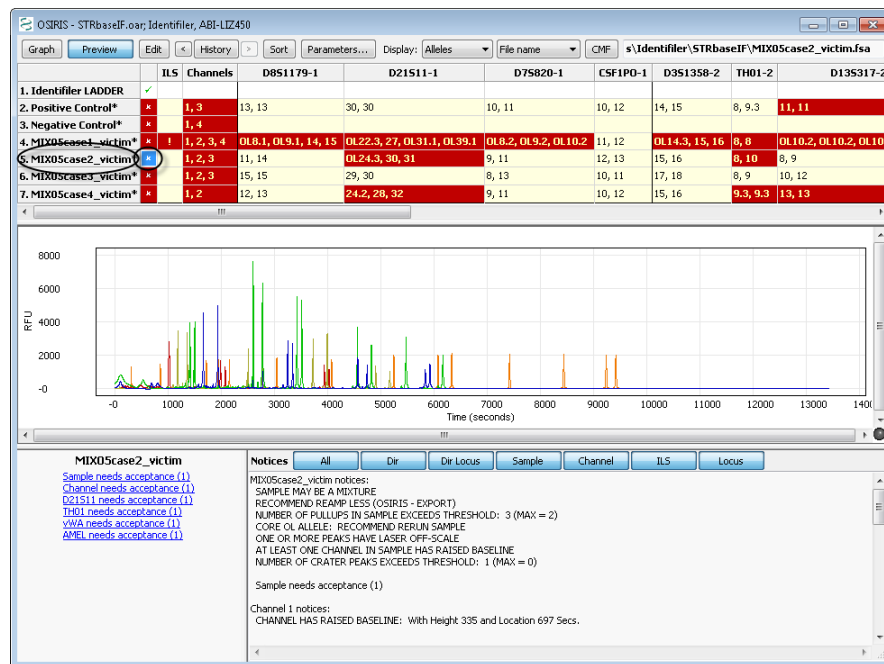 OSIRIS - STRbaseIF.oar; Identifiler, ABI-LIZ450
Graph Preview Edit < History > Sort Parameters... Display: Alleles File name CMF s\Identifiler\STRbaseIF\MIX05case2_victim.fsa
ILS Channels D8S1179-1 D21S11-1 D7S820-1 CSF1PO-1 D3S1358-2 TH01-2 D13S317-2
1. Identifiler LADDER
2. Positive Control* 1, 3 13, 13 30, 30 10, 11 10, 12 14, 15 8, 9.3 11, 11
3. Negative Control* 1, 4
4. MIX05case1_victim* ! 1, 2, 3, 4 OL8.1, OL9.1, 14, 15 OL22.3, 27, OL31.1, OL39.1 OL8.2, OL9.2, OL10.2 11, 12 OL14.3, 15, 16 8, 8 OL10.2, OL10.2, OL10
5. MIX05case2_victim* 1, 2, 3 11, 14 OL24.3, 30, 31 9, 11 12, 13 15, 16 8, 10 8, 9
6. MIX05case3_victim* 1, 2, 3 15, 15 29, 30 8, 13 10, 11 17, 18 8, 9 10, 12
7. MIX05case4_victim* 1, 2 12, 13 24.2, 28, 32 9, 11 10, 12 15, 16 9.3, 9.3 13, 13
8000
6000
4000
2000
-0
RFU
-0 1000 2000 3000 4000 5000 6000 7000 8000 9000 10000 11000 12000 13000 1400
Time (seconds)
MIX05case2_victim
Sample needs acceptance (1)
Channel needs acceptance (1)
D21S11 needs acceptance (1)
TH01 needs acceptance (1)
vWA needs acceptance (1)
AMEL needs acceptance (1)
Notices All Dir Dir Locus Sample Channel ILS Locus
MIX05case2_victim notices:
SAMPLE MAY BE A MIXTURE
RECOMMEND REAMP LESS (OSIRIS - EXPORT)
NUMBER OF PULLUPS IN SAMPLE EXCEEDS THRESHOLD: 3 (MAX = 2)
CORE OL ALLELE: RECOMMEND RERUN SAMPLE
ONE OR MORE PEAKS HAVE LASER OFF-SCALE
AT LEAST ONE CHANNEL IN SAMPLE HAS RAISED BASELINE
NUMBER OF CRATER PEAKS EXCEEDS THRESHOLD: 1 (MAX = 0)
Sample needs acceptance (1)
Channel 1 notices:
CHANNEL HAS RAISED BASELINE: With Height 335 and Location 697 Secs.